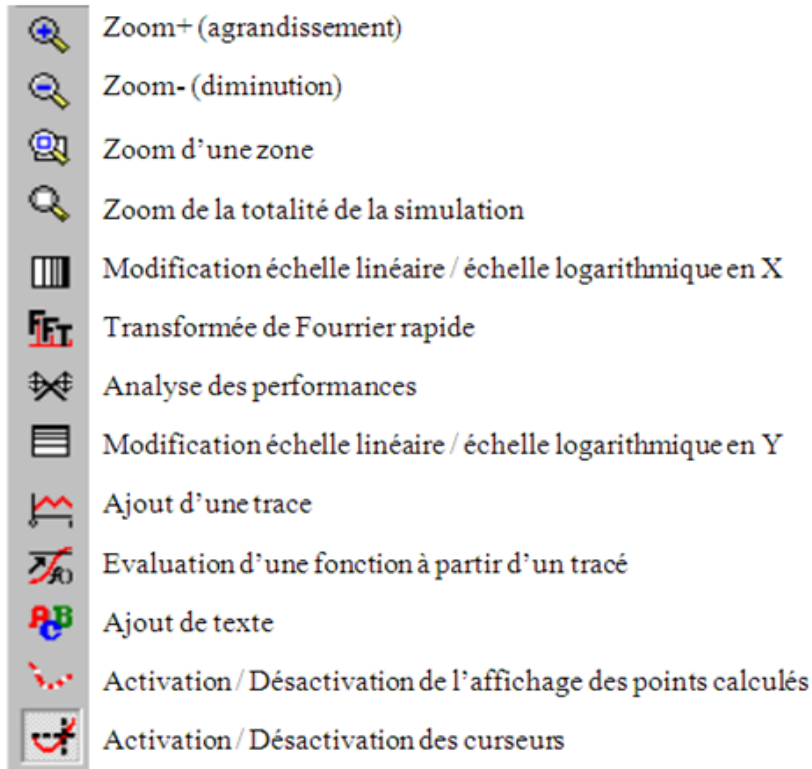 Zoom+ (agrandissement)
Zoom- (diminution)
Zoom d’une zone
Zoom de la totalité de la simulation
Modification échelle linéaire / échelle logarithmique en X
FFT Transformée de Fourrier rapide
Analyse des performances
Modification échelle linéaire / échelle logarithmique en Y
Ajout d’une trace
f() Evaluation d’une fonction à partir d’un tracé
ABC Ajout de texte
Activation / Désactivation de l’affichage des points calculés
Activation / Désactivation des curseurs